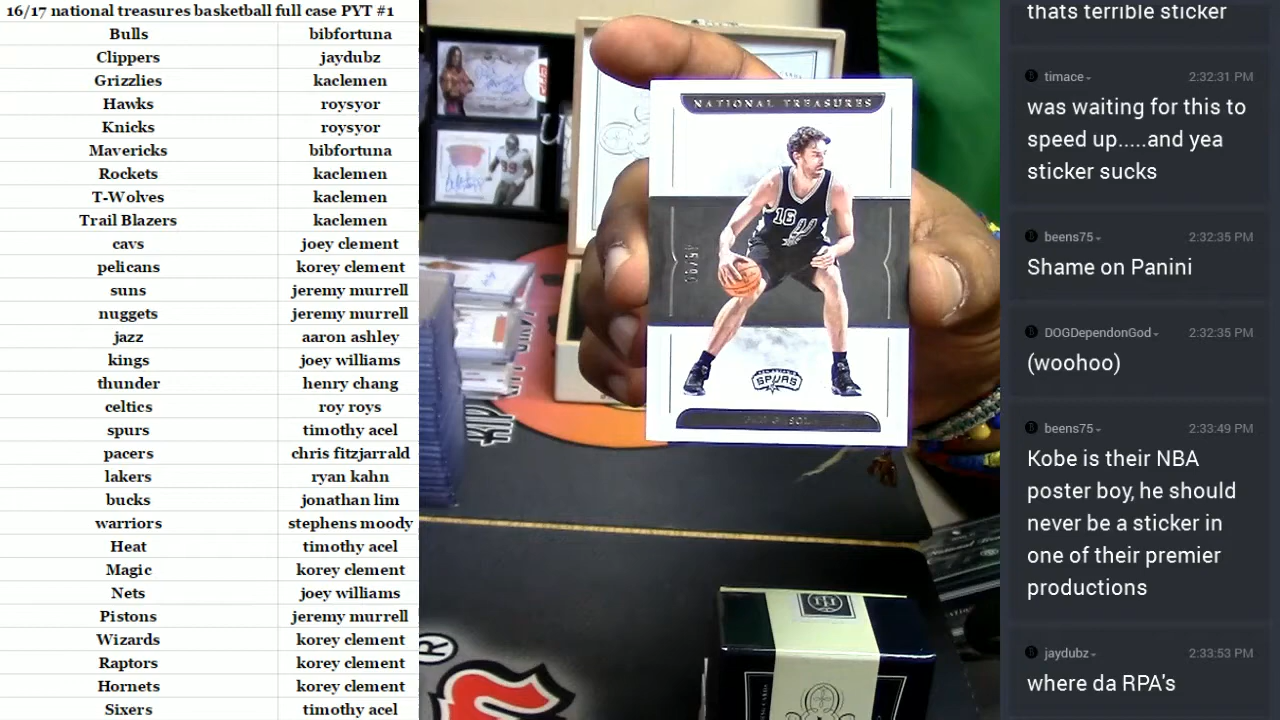 16/17 national treasures basketball full case PYT #1
Bulls bibfortuna
Clippers jaydubz
Grizzlies kaclemen
Hawks roysyor
Knicks roysyor
Mavericks bibfortuna
Rockets kaclemen
T-Wolves kaclemen
Trail Blazers kaclemen
cavs joey clement
pelicans korey clement
suns jeremy murrell
nuggets jeremy murrell
jazz aaron ashley
kings joey williams
thunder henry chang
celtics roy roys
spurs timothy acel
pacers chris fitzjarrald
lakers ryan kahn
bucks jonathan lim
warriors stephens moody
Heat timothy acel
Magic korey clement
Nets joey williams
Pistons jeremy murrell
Wizards korey clement
Raptors korey clement
Hornets korey clement
Sixers timothy acel
NATIONAL TREASURES
16
SPURS
99
thats terrible sticker
timace 2:32:31 PM
was waiting for this to
speed up.....and yea
sticker sucks
beens75 2:32:35 PM
Shame on Panini
DOGDependonGod 2:32:35 PM
(woohoo)
beens75 2:33:49 PM
Kobe is their NBA
poster boy, he should
never be a sticker in
one of their premier
productions
jaydubz 2:33:53 PM
where da RPA's